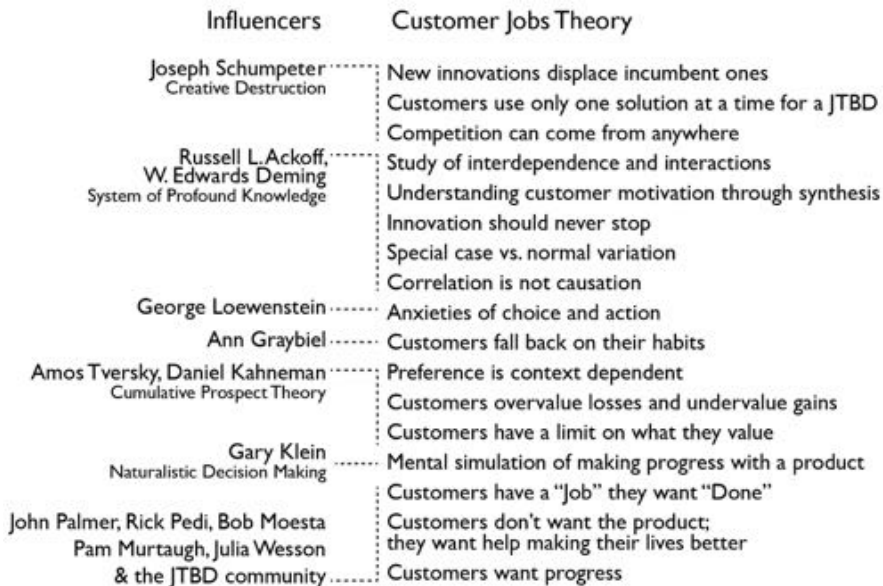 Influencers Customer Jobs Theory
Joseph Schumpeter New innovations displace incumbent ones
Creative Destruction
Customers use only one solution at a time for a JTBD
Competition can come from anywhere
Russell L. Ackoff, Study of interdependence and interactions
W. Edwards Deming
System of Profound Knowledge Understanding customer motivation through synthesis
Innovation should never stop
Special case vs. normal variation
Correlation is not causation
George Loewenstein Anxieties of choice and action
Ann Graybiel Customers fall back on their habits
Amos Tversky, Daniel Kahneman Preference is context dependent
Cumulative Prospect Theory
Customers overvalue losses and undervalue gains
Customers have a limit on what they value
Gary Klein
Naturalistic Decision Making Mental simulation of making progress with a product
Customers have a “Job” they want “Done”
John Palmer, Rick Pedi, Bob Moesta Customers don't want the product;
Pam Murtaugh, Julia Wesson they want help making their lives better
& the JTBD community Customers want progress